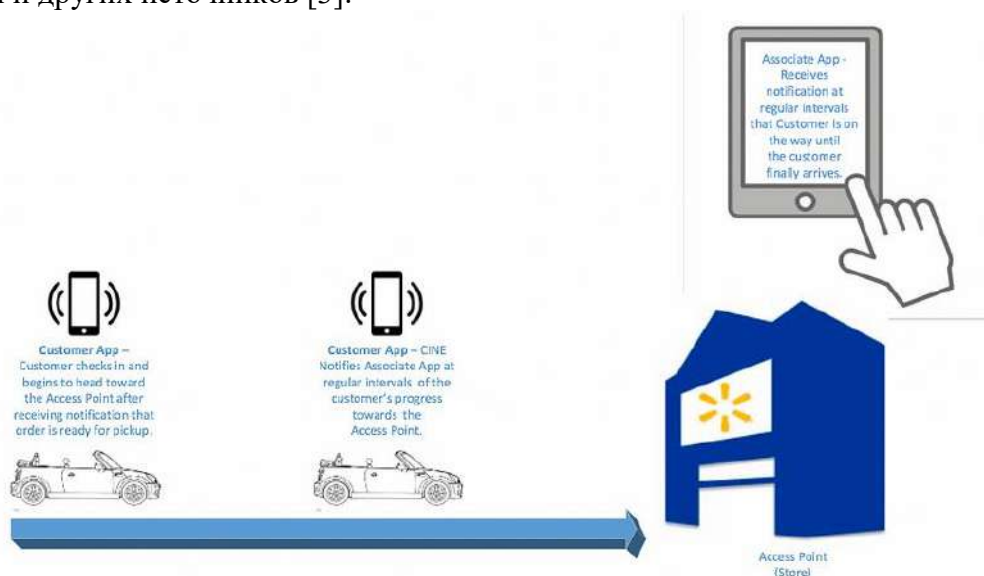 других источников [3].
Associate App -
Receives
notification at
regular intervals
that Customer is on
the way until
the customer
finally arrives.
Customer App –
Customer checks in and
begins to head toward
the Access Point after
receiving notification that
order is ready for pickup.
Customer App – CINE
Notifies Associate App at
regular intervals of the
customer's progress
towards the
Access Point.
Access Point
(Store)